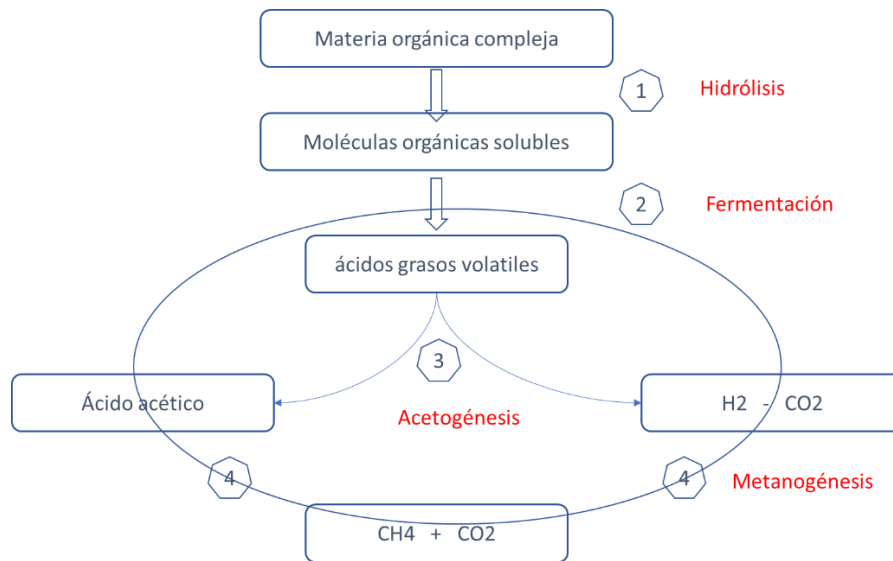 Materia orgánica compleja
1
Hidrólisis
Moléculas orgánicas solubles
2
Fermentación
ácidos grasos volatiles
3
Ácido acético
Acetogénesis
H2 - CO2
4
4
Metanogénesis
CH4 + CO2